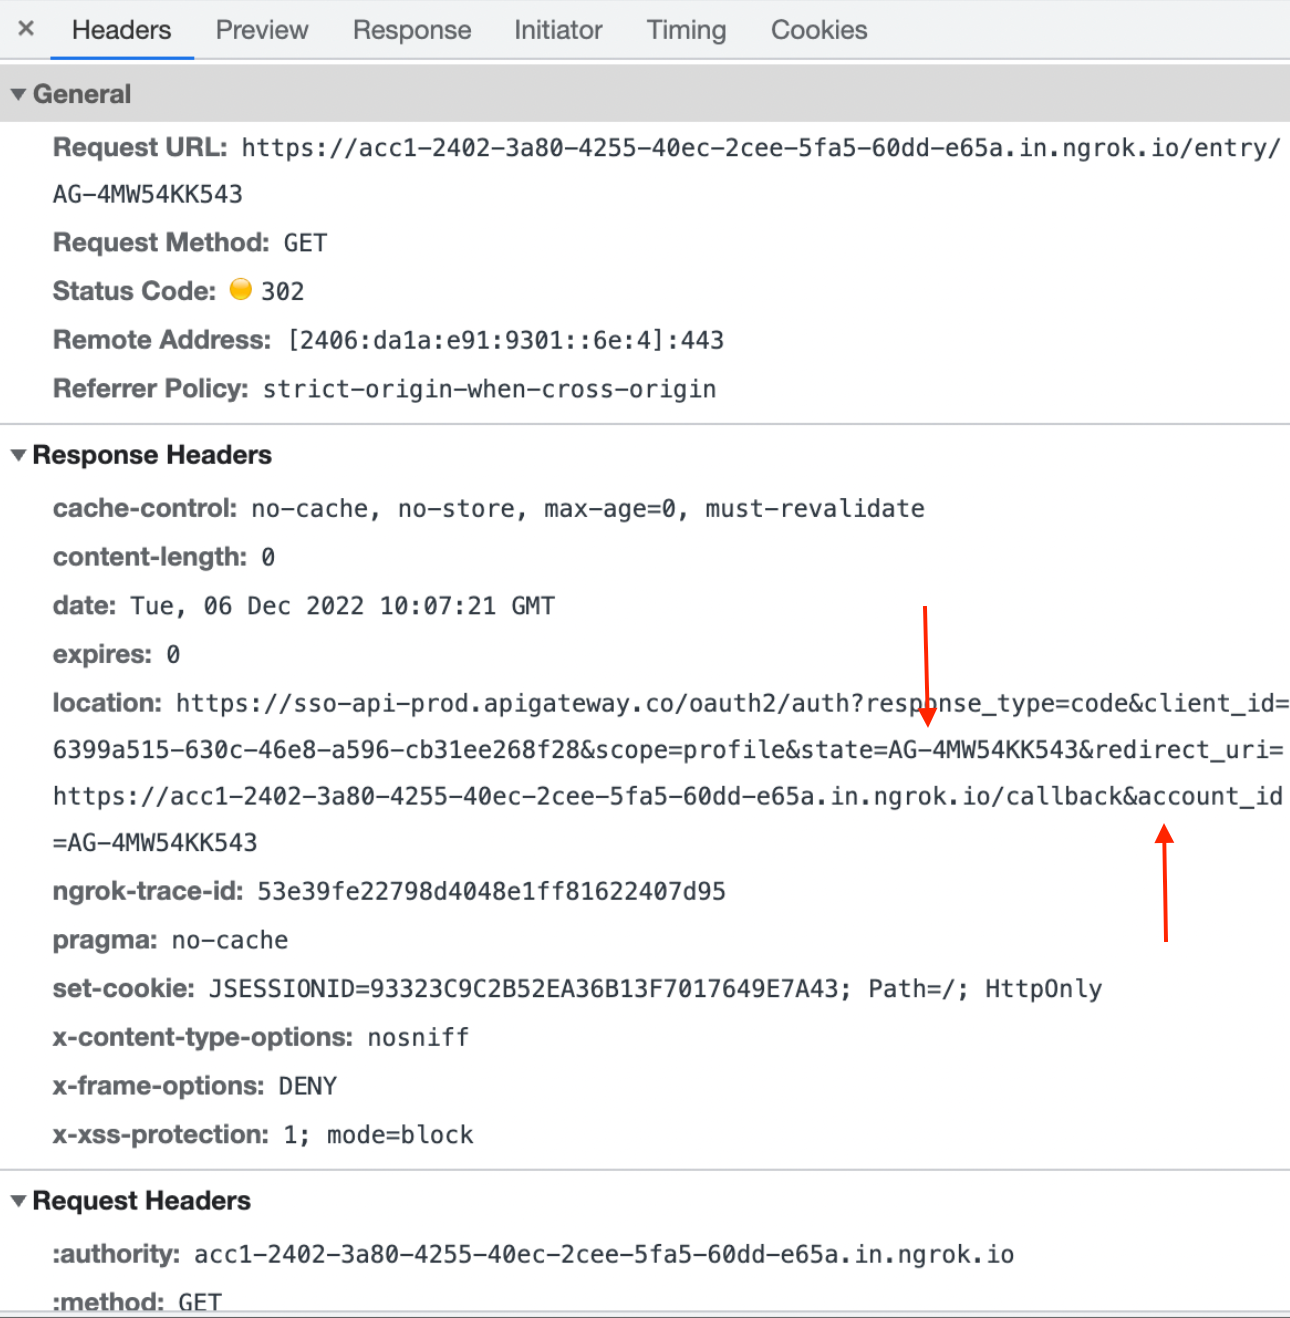 × Headers Preview Response Initiator Timing Cookies
▼ General
Request URL: https://acc1-2402-3a80-4255-40ec-2cee-5fa5-60dd-e65a.in.ngrok.io/entry/
AG-4MW54KK543
Request Method: GET
Status Code: 302
Remote Address: [2406:da1a:e91:9301::6e:4]:443
Referrer Policy: strict-origin-when-cross-origin
▼ Response Headers
cache-control: no-cache, no-store, max-age=0, must-revalidate
content-length: 0
date: Tue, 06 Dec 2022 10:07:21 GMT
expires: 0
location: https://sso-api-prod.apigateway.co/oauth2/auth?response_type=code&client_id=
6399a515-630c-46e8-a596-cb31ee268f28&scope=profile&state=AG-4MW54KK543&redirect_uri=
https://acc1-2402-3a80-4255-40ec-2cee-5fa5-60dd-e65a.in.ngrok.io/callback&account_id
=AG-4MW54KK543
ngrok-trace-id: 53e39fe22798d4048e1ff81622407d95
pragma: no-cache
set-cookie: JSESSIONID=93323C9C2B52EA36B13F7017649E7A43; Path=/; HttpOnly
x-content-type-options: nosniff
x-frame-options: DENY
x-xss-protection: 1; mode=block
▼ Request Headers
:authority: acc1-2402-3a80-4255-40ec-2cee-5fa5-60dd-e65a.in.ngrok.io
:method: GET